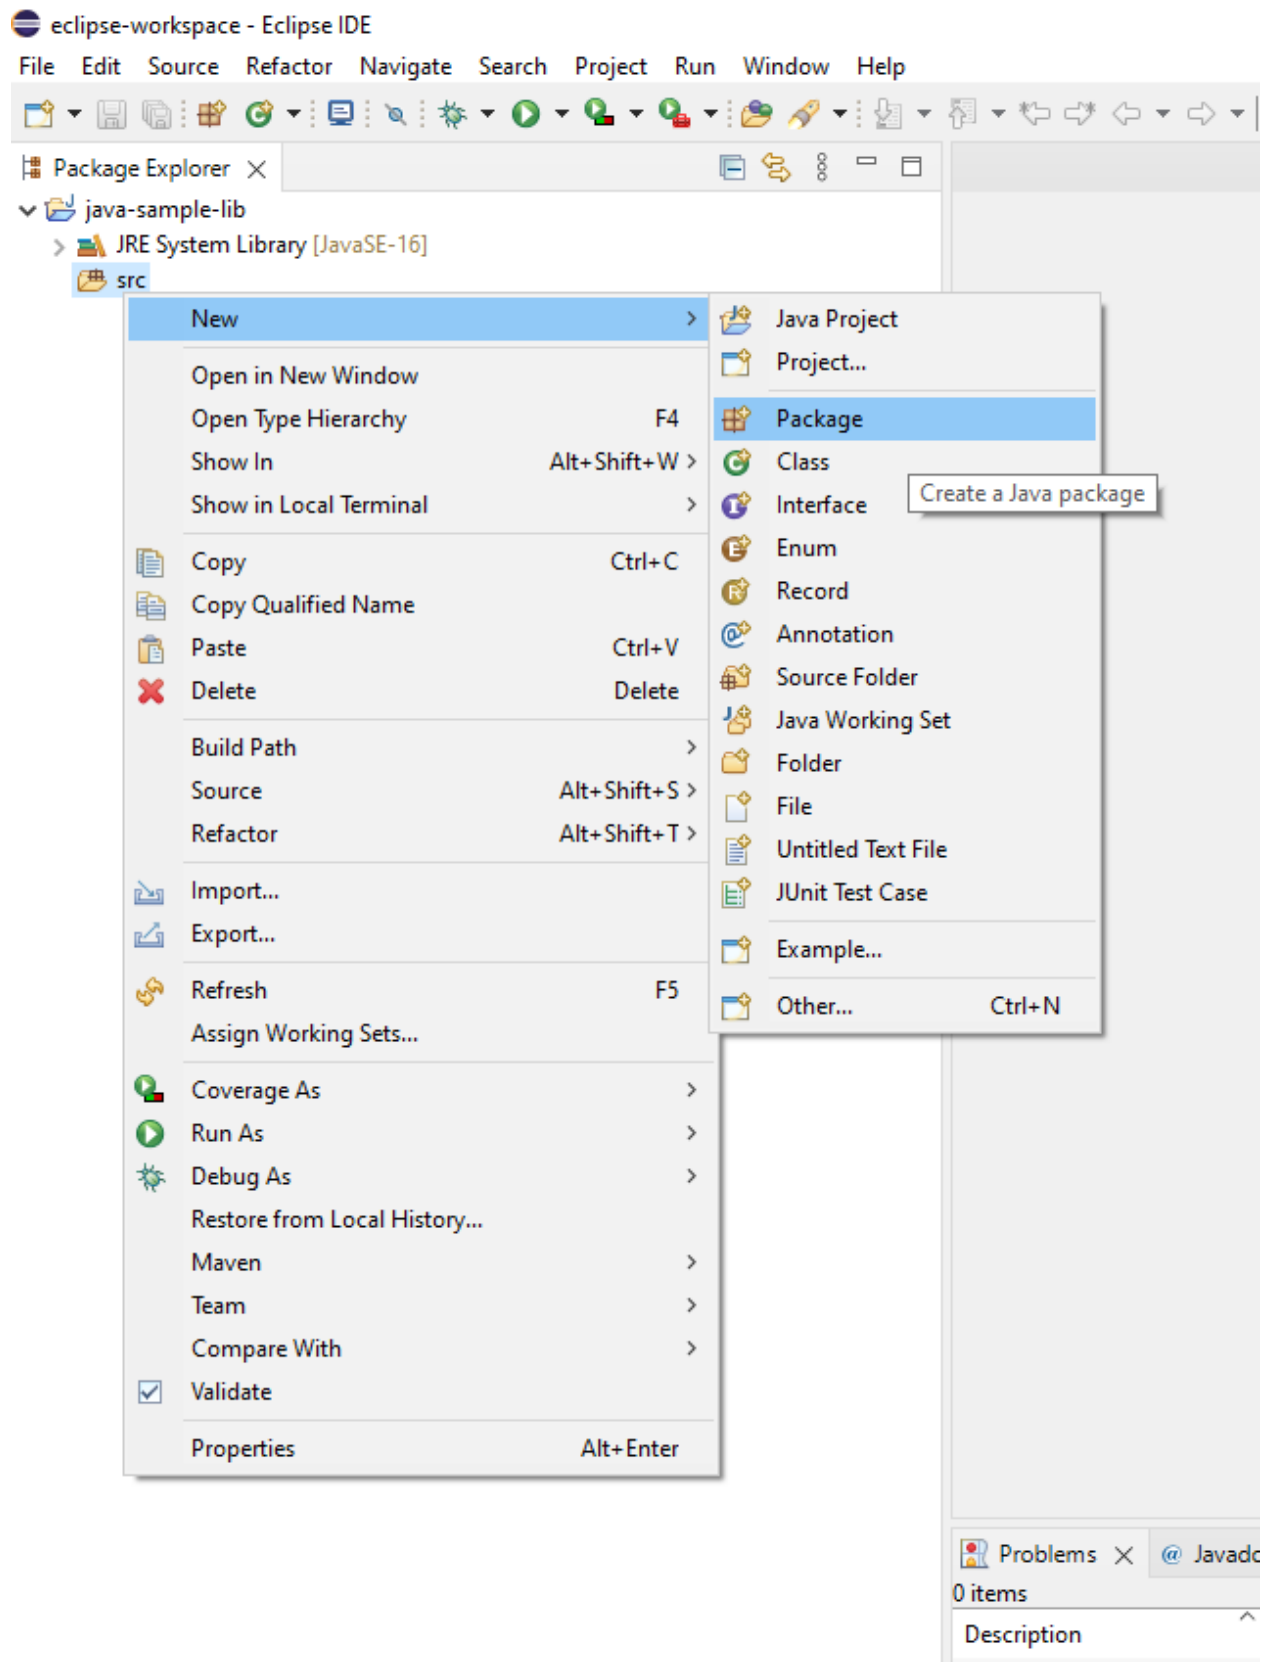 eclipse-workspace - Eclipse IDE
File Edit Source Refactor Navigate Search Project Run Window Help
Package Explorer
java-sample-lib
JRE System Library [JavaSE-16]
src
New
Open in New Window
Open Type Hierarchy F4
Show In Alt+Shift+W
Show in Local Terminal
Copy Ctrl+C
Copy Qualified Name
Paste Ctrl+V
Delete Delete
Build Path
Source Alt+Shift+S
Refactor Alt+Shift+T
Import...
Export...
Refresh F5
Assign Working Sets...
Coverage As
Run As
Debug As
Restore from Local History...
Maven
Team
Compare With
Validate
Properties Alt+Enter
Java Project
Project...
Package
Class
Interface
Enum
Record
Annotation
Source Folder
Java Working Set
Folder
File
Untitled Text File
JUnit Test Case
Example...
Other... Ctrl+N
Create a Java package
Problems @ Javado
0 items
Description